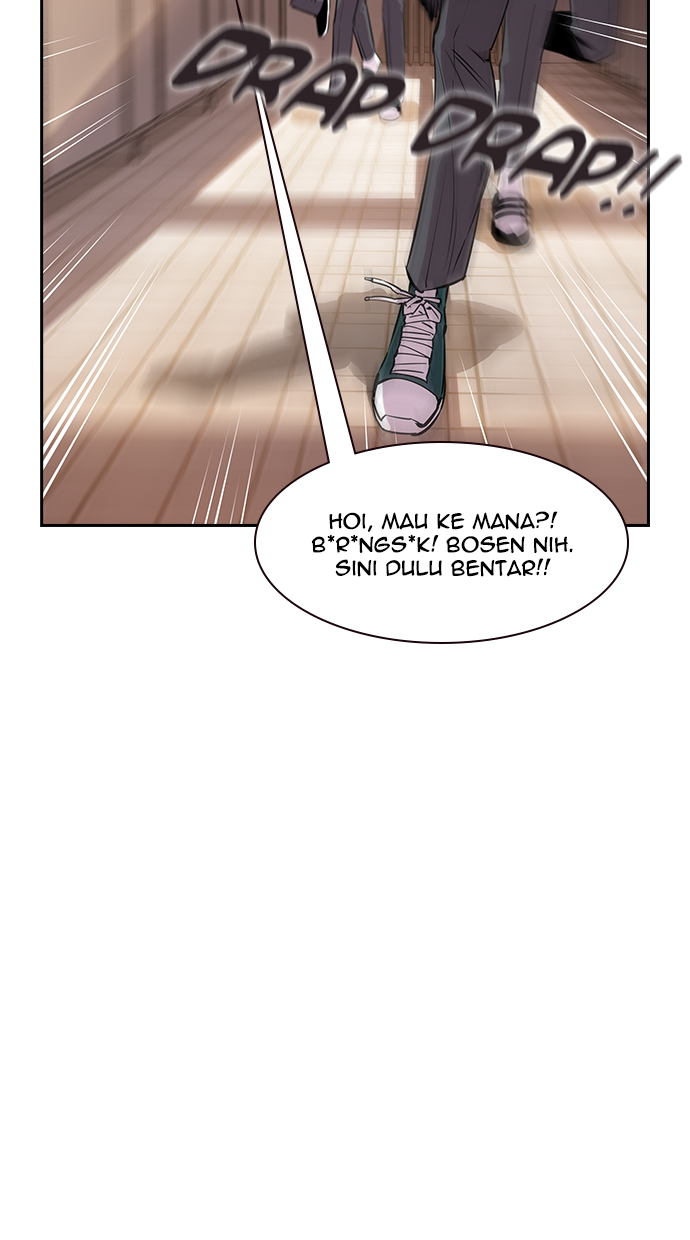 DRAP DRAP!!
HOI, MAU KE MANA?!
B*R*NGS*K! BOSEN NIH.
SINI DULU BENTAR!!